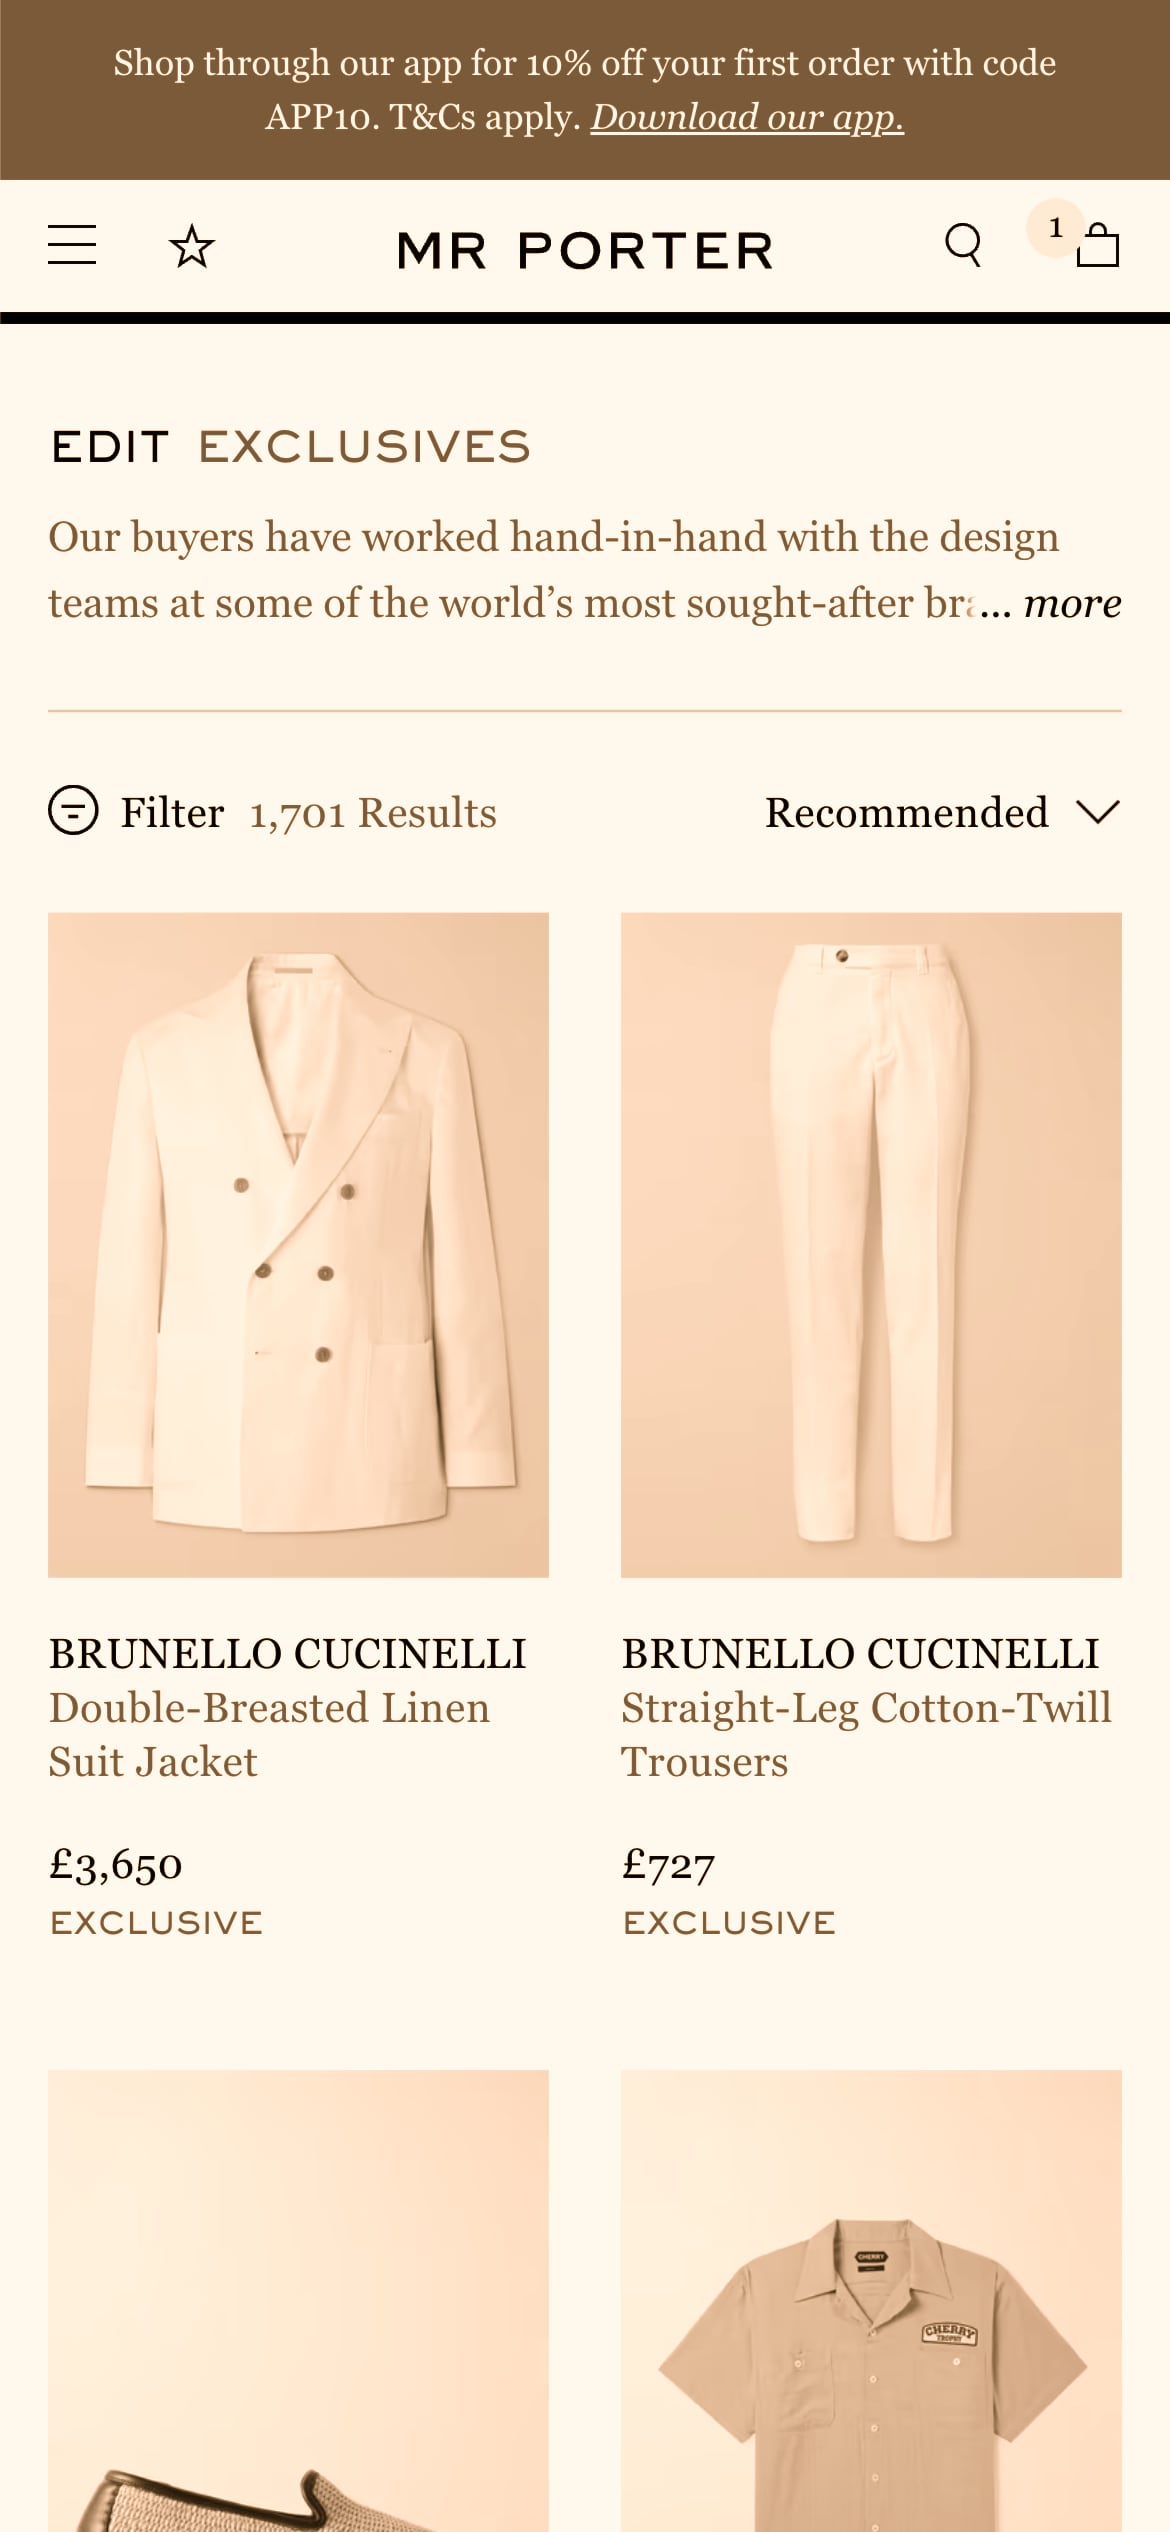 Shop through our app for 10% off your first order with code
APP10. T&Cs apply. Download our app.
MR PORTER
1
EDIT EXCLUSIVES
Our buyers have worked hand-in-hand with the design
teams at some of the world’s most sought-after bra... more
Filter 1,701 Results
Recommended
BRUNELLO CUCINELLI
Double-Breasted Linen
Suit Jacket
£3,650
EXCLUSIVE
BRUNELLO CUCINELLI
Straight-Leg Cotton-Twill
Trousers
£727
EXCLUSIVE
CHERRY
CHERRY
TROPHY